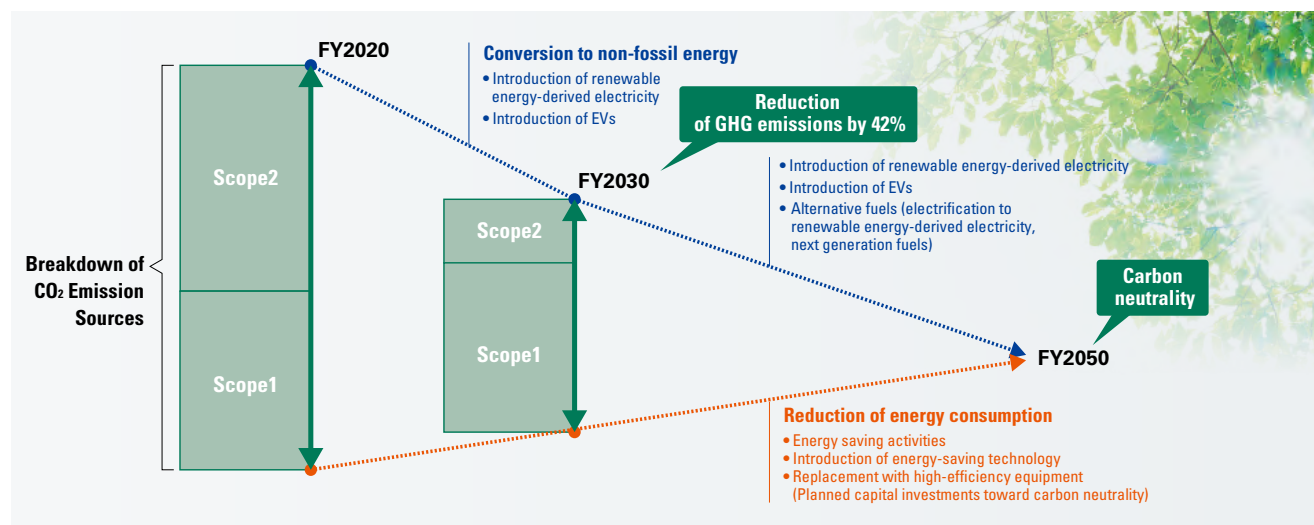 FY2020
Conversion to non-fossil energy
• Introduction of renewable
energy-derived electricity
• Introduction of EVs
Reduction
of GHG emissions by 42%
Scope2
FY2030
• Introduction of renewable energy-derived electricity
• Introduction of EVs
• Alternative fuels (electrification to
renewable energy-derived electricity,
next generation fuels)
Scope2
Breakdown of
CO₂ Emission
Sources
Carbon
neutrality
Scope1
Scope1
FY2050
Reduction of energy consumption
• Energy saving activities
• Introduction of energy-saving technology
• Replacement with high-efficiency equipment
(Planned capital investments toward carbon neutrality)